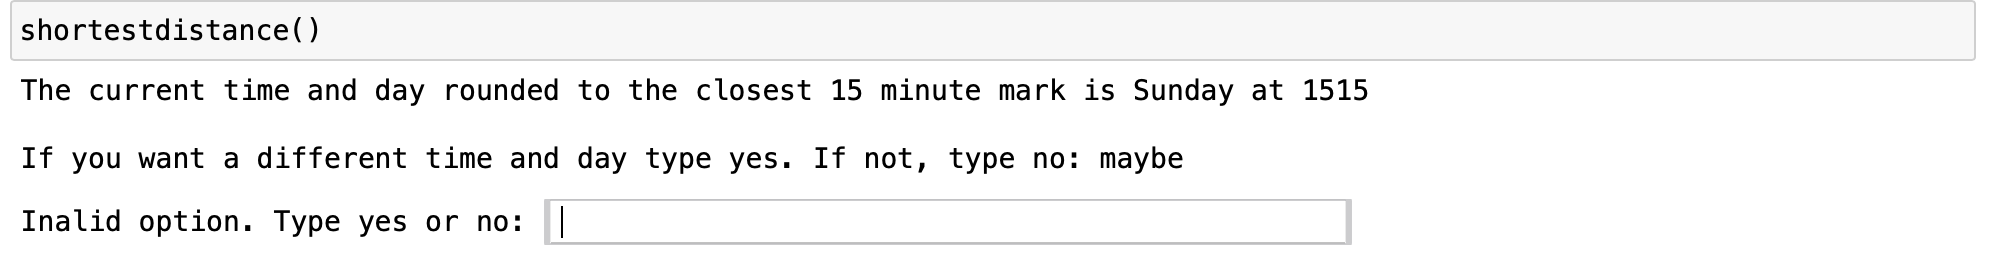 shortestdistance()
The current time and day rounded to the closest 15 minute mark is Sunday at 1515
If you want a different time and day type yes. If not, type no: maybe
Inalid option. Type yes or no: